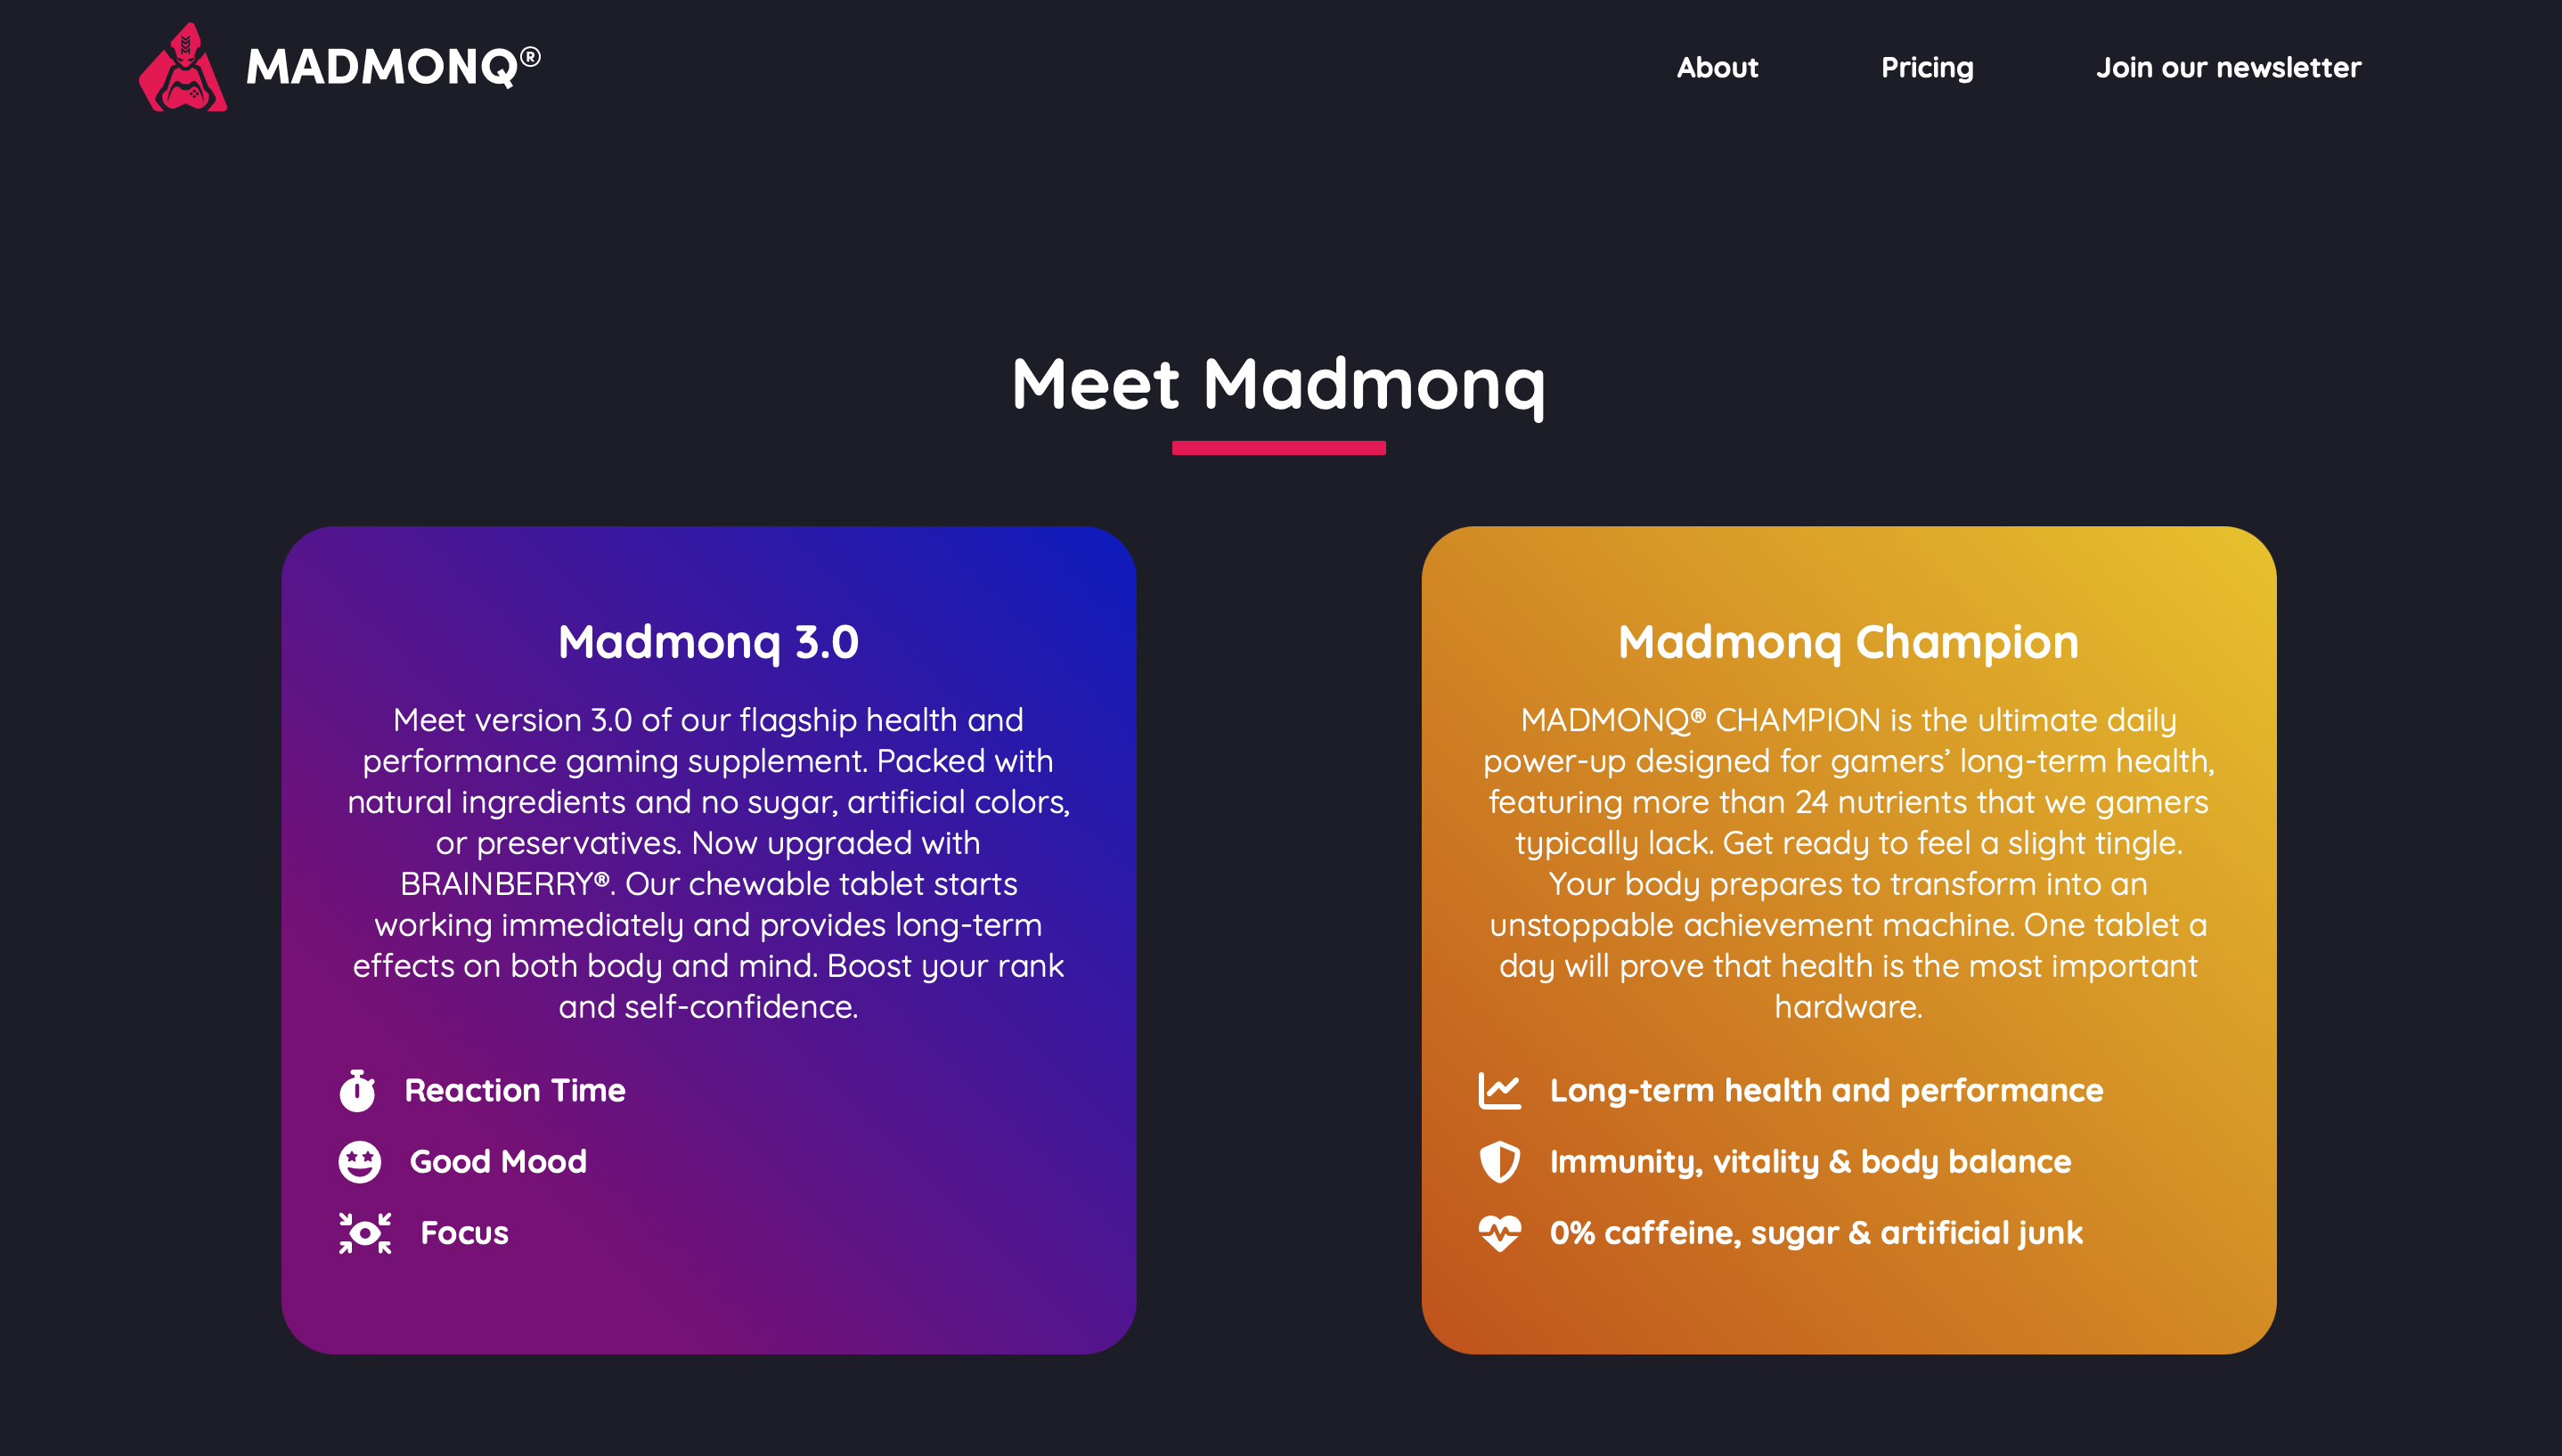 MADMONQ®
About
Pricing
Join our newsletter
Meet Madmonq
Madmonq 3.0
Meet version 3.0 of our flagship health and
performance gaming supplement. Packed with
natural ingredients and no sugar, artificial colors,
or preservatives. Now upgraded with
BRAINBERRY®. Our chewable tablet starts
working immediately and provides long-term
effects on both body and mind. Boost your rank
and self-confidence.
Reaction Time
Good Mood
Focus
Madmonq Champion
MADMONQ® CHAMPION is the ultimate daily
power-up designed for gamers’ long-term health,
featuring more than 24 nutrients that we gamers
typically lack. Get ready to feel a slight tingle.
Your body prepares to transform into an
unstoppable achievement machine. One tablet a
day will prove that health is the most important
hardware.
Long-term health and performance
Immunity, vitality & body balance
0% caffeine, sugar & artificial junk